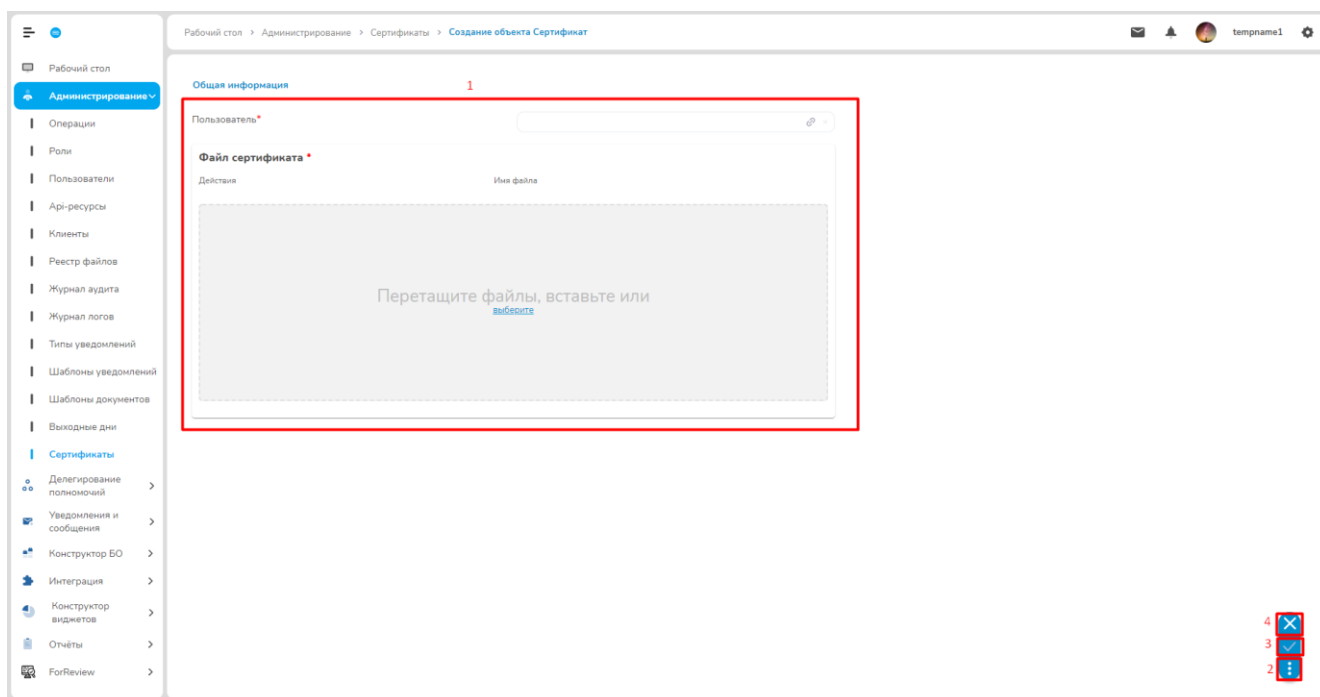 Рабочий стол > Администрирование > Сертификаты > Создание объекта Сертификат
tempname1
Рабочий стол
Администрирование
Операции
Роли
Пользователи
Api-ресурсы
Клиенты
Реестр файлов
Журнал аудита
Журнал логов
Типы уведомлений
Шаблоны уведомлений
Шаблоны документов
Выходные дни
Сертификаты
Делегирование
полномочий
Уведомления и
сообщения
Конструктор БО
Интеграция
Конструктор
виджетов
Отчёты
ForReview
Общая информация
1
Пользователь*
Файл сертификата *
Действия Имя файла
Перетащите файлы, вставьте или
выберите
4
3
2